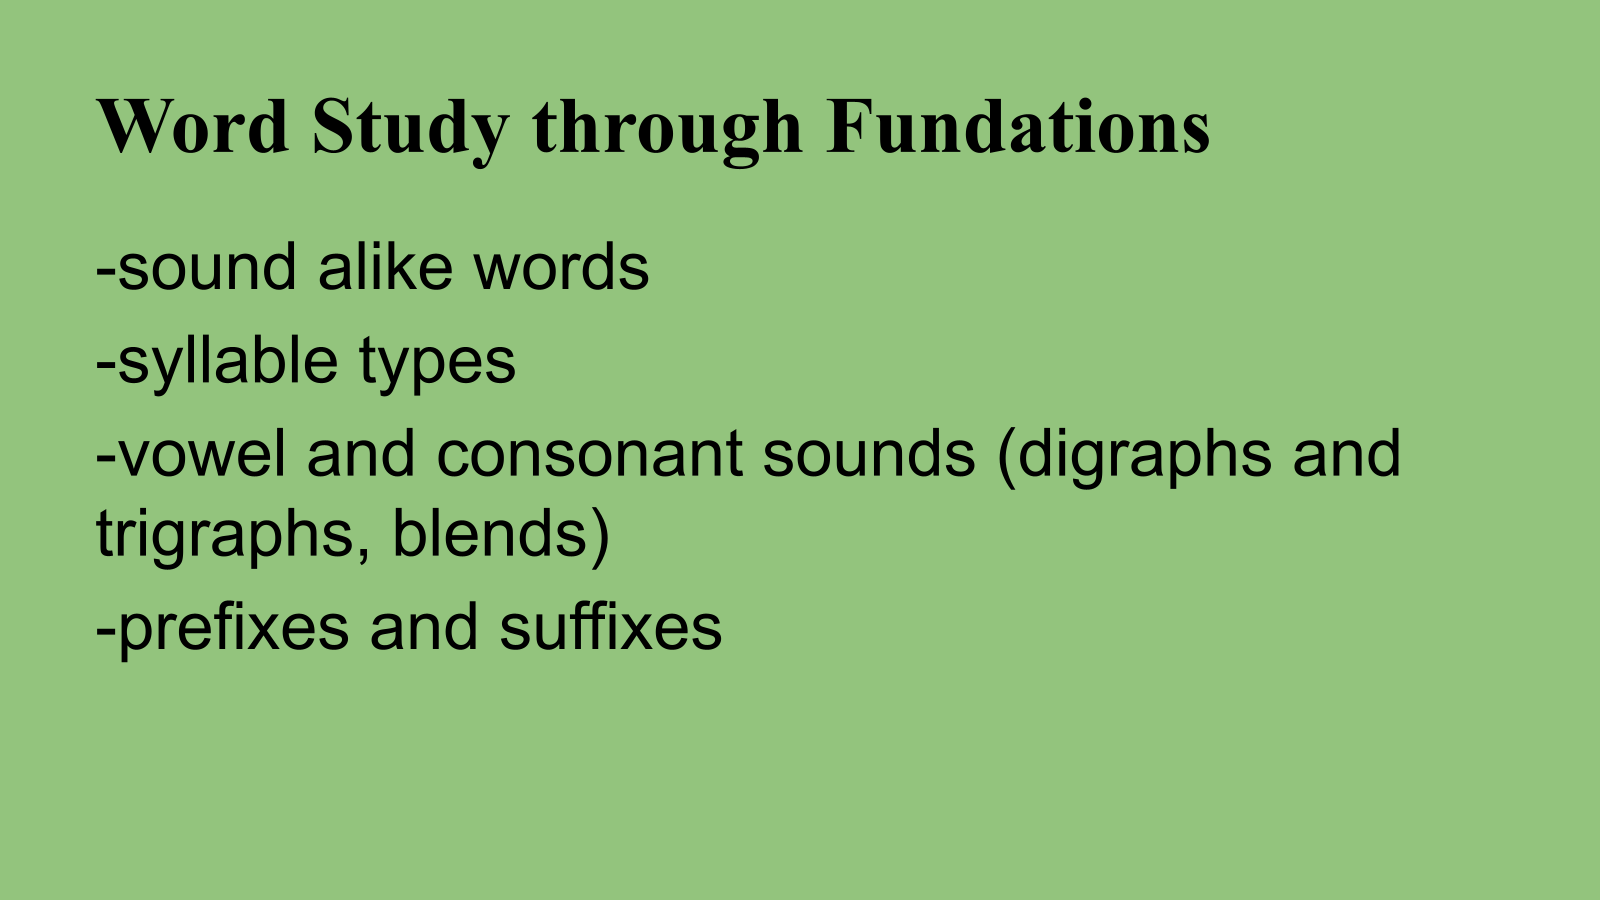 Word Study through Fundations
-sound alike words
-syllable types
-vowel and consonant sounds (digraphs and
trigraphs, blends)
-prefixes and suffixes